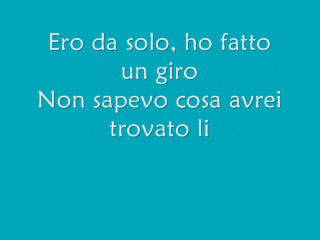 Ero da solo, ho fatto
un giro
Non sapevo cosa avrei
trovato li